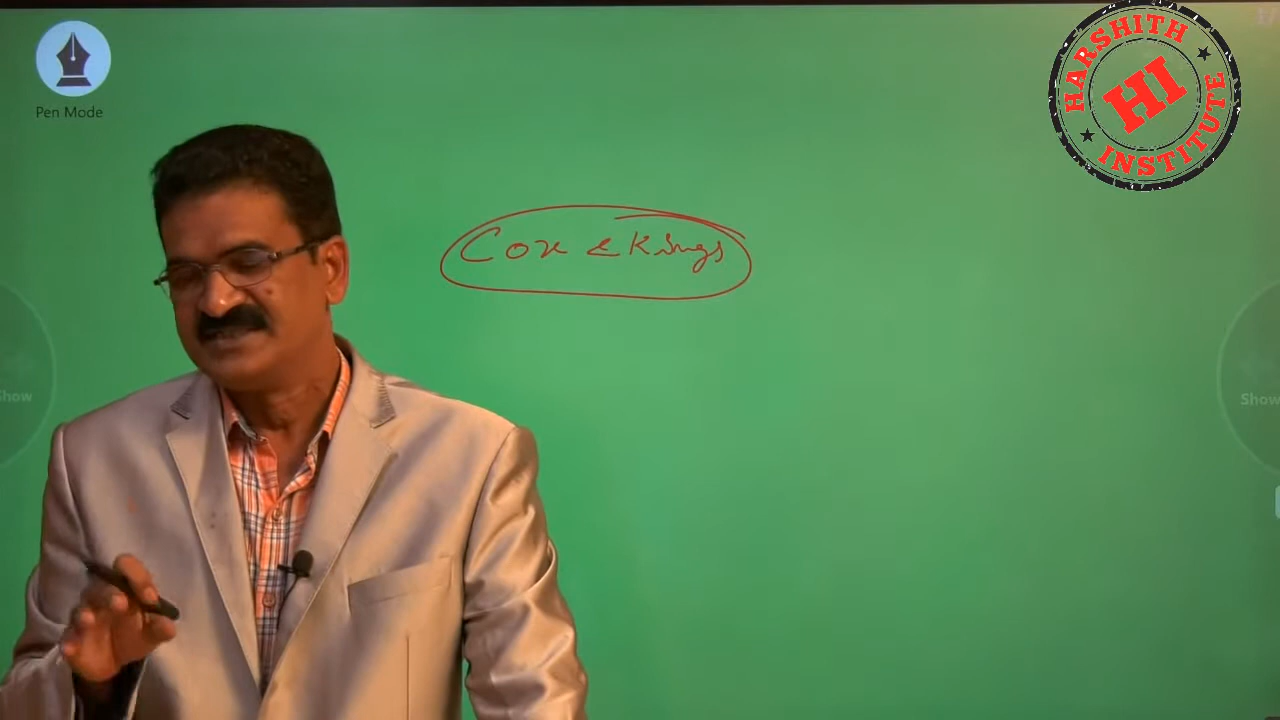 Pen Mode
HARSHITH
HI
INSTITUTE
Cox & Kings
Show
Show